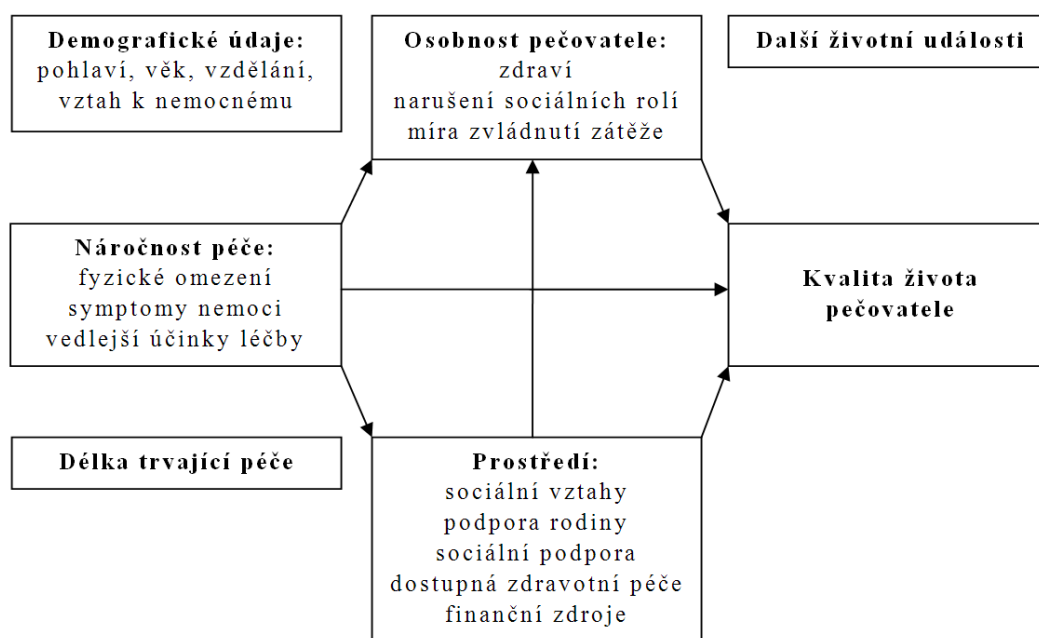 Demografické údaje:
pohlaví, věk, vzdělání,
vztah k nemocnému
Osobnost pečovatele:
zdraví
narušení sociálních rolí
míra zvládnutí zátěže
Další životní události
Náročnost péče:
fyzické omezení
symptomy nemoci
vedlejší účinky léčby
Kvalita života
pečovatele
Délka trvající péče
Prostředí:
sociální vztahy
podpora rodiny
sociální podpora
dostupná zdravotní péče
finanční zdroje